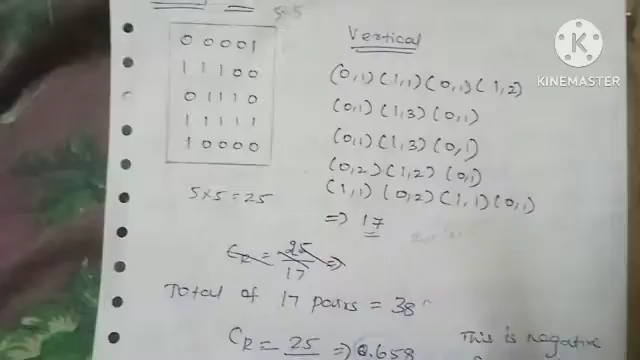 5×5
0 0 0 0 1
1 1 1 0 0
0 1 1 1 0
1 1 1 1 1
1 0 0 0 0
5×5 = 25
Vertical
(0,1) (1,1) (0,1) (1,2)
(0,1) (1,3) (0,1)
(0,1) (1,3) (0,1)
(0,2) (1,2) (0,1)
(1,1) (0,2) (1,1) (0,1)
=> 17
CR = 25/17 =>
Total of 17 pairs = 38
CR = 25 => 0.658
This is negative
K
KINEMASTER